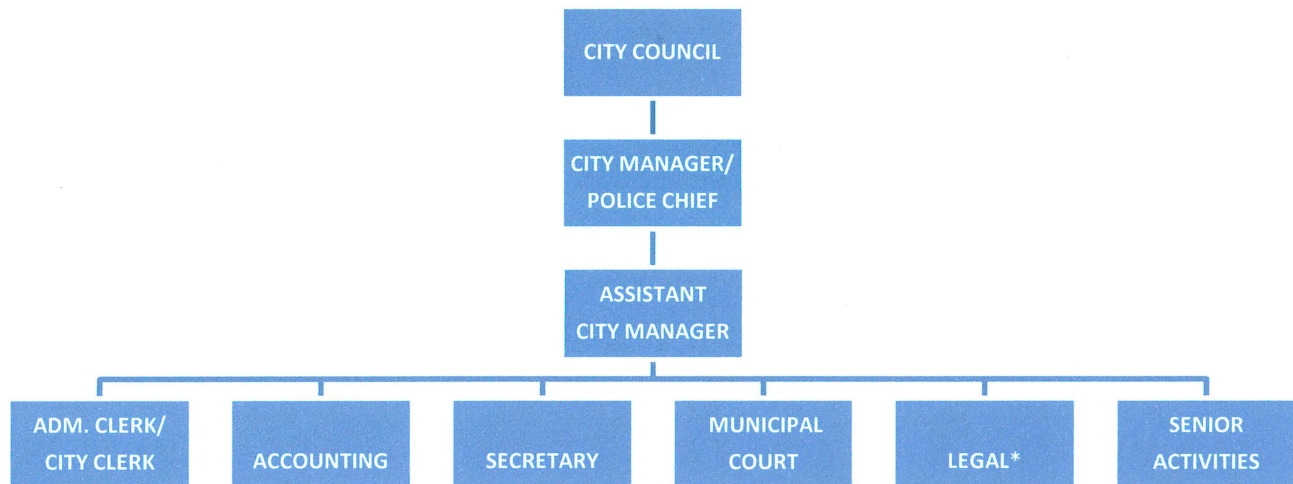 CITY COUNCIL
CITY MANAGER/
POLICE CHIEF
ASSISTANT
CITY MANAGER
ADM. CLERK/
CITY CLERK
ACCOUNTING
SECRETARY
MUNICIPAL
COURT
LEGAL*
SENIOR
ACTIVITIES